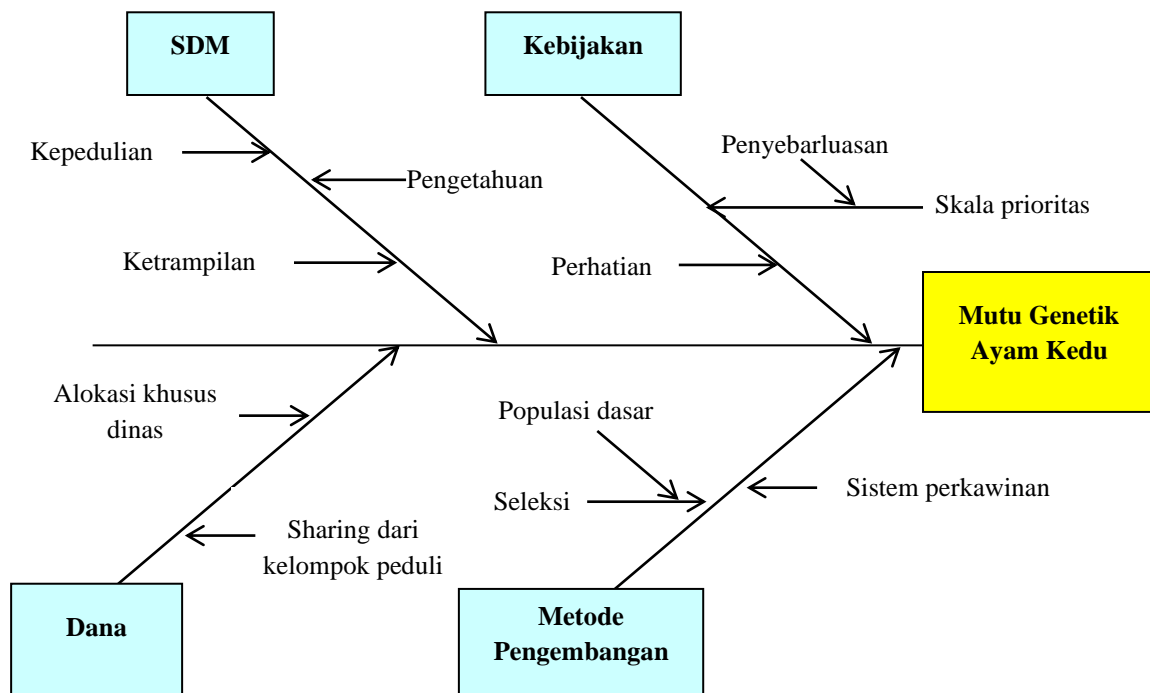 SDM
Kebijakan
Kepedulian
Pengetahuan
Ketrampilan
Penyebarluasan
Skala prioritas
Perhatian
Mutu Genetik
Ayam Kedu
Alokasi khusus
dinas
Sharing dari
kelompok peduli
Populasi dasar
Seleksi
Sistem perkawinan
Dana
Metode
Pengembangan